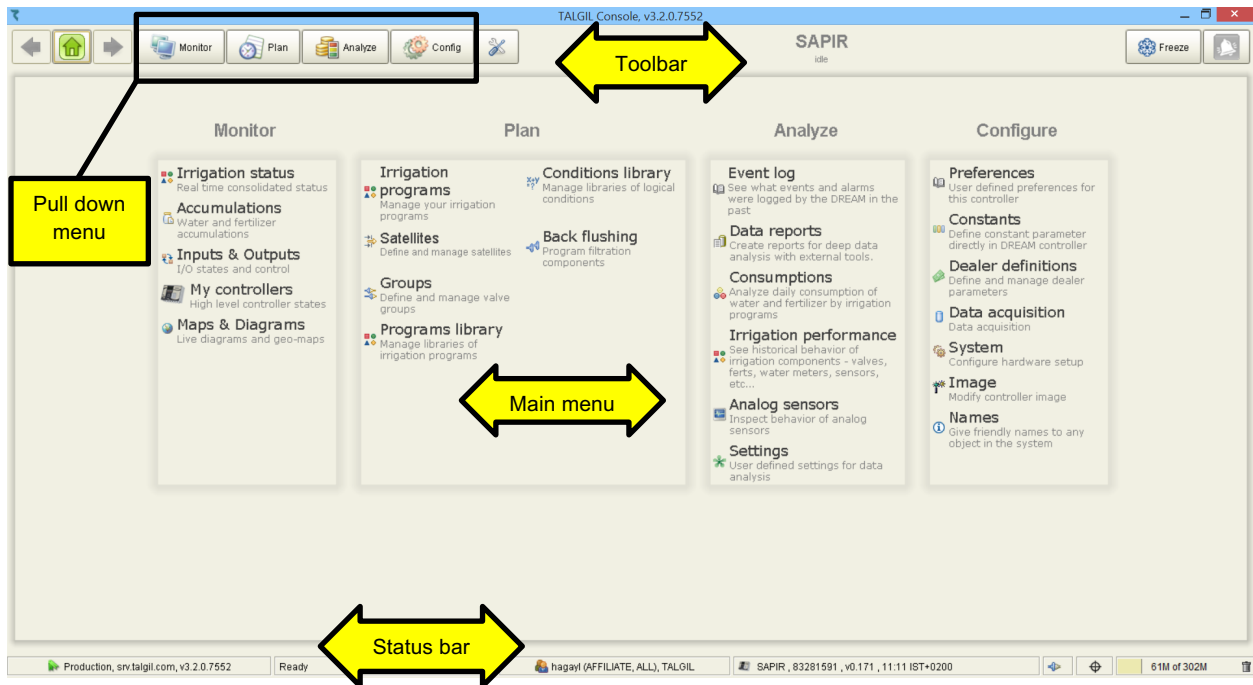 TALGIL Console, v3.2.0.7552
Monitor
Plan
Analyze
Config
Toolbar
SAPIR
idle
Freeze
Pull down
menu
Monitor
Irrigation status
Real time consolidated status
Accumulations
Water and fertilizer
accumulations
Inputs & Outputs
I/O states and control
My controllers
High level controller states
Maps & Diagrams
Live diagrams and geo-maps
Plan
Irrigation
programs
Manage your irrigation
programs
Satellites
Define and manage satellites
Groups
Define and manage valve
groups
Programs library
Manage libraries of
irrigation programs
Conditions library
Manage libraries of logical
conditions
Back flushing
Program filtration
components
Main menu
Analyze
Event log
See what events and alarms
were logged by the DREAM in the
past
Data reports
Create reports for deep data
analysis with external tools.
Consumptions
Analyze daily consumption of
water and fertilizer by irrigation
programs
Irrigation performance
See historical behavior of
irrigation components - valves,
ferts, water meters, sensors,
etc...
Analog sensors
Inspect behavior of analog
sensors
Settings
User defined settings for data
analysis
Configure
Preferences
User defined preferences for
this controller
Constants
Define constant parameter
directly in DREAM controller
Dealer definitions
Define and manage dealer
parameters
Data acquisition
Data acquisition
System
Configure hardware setup
Image
Modify controller image
Names
Give friendly names to any
object in the system
Status bar
Production, srv.talgil.com, v3.2.0.7552
Ready
hagayl (AFFILIATE, ALL), TALGIL
SAPIR , 83281591 , v0.171 , 11:11 IST+0200
61M of 302M